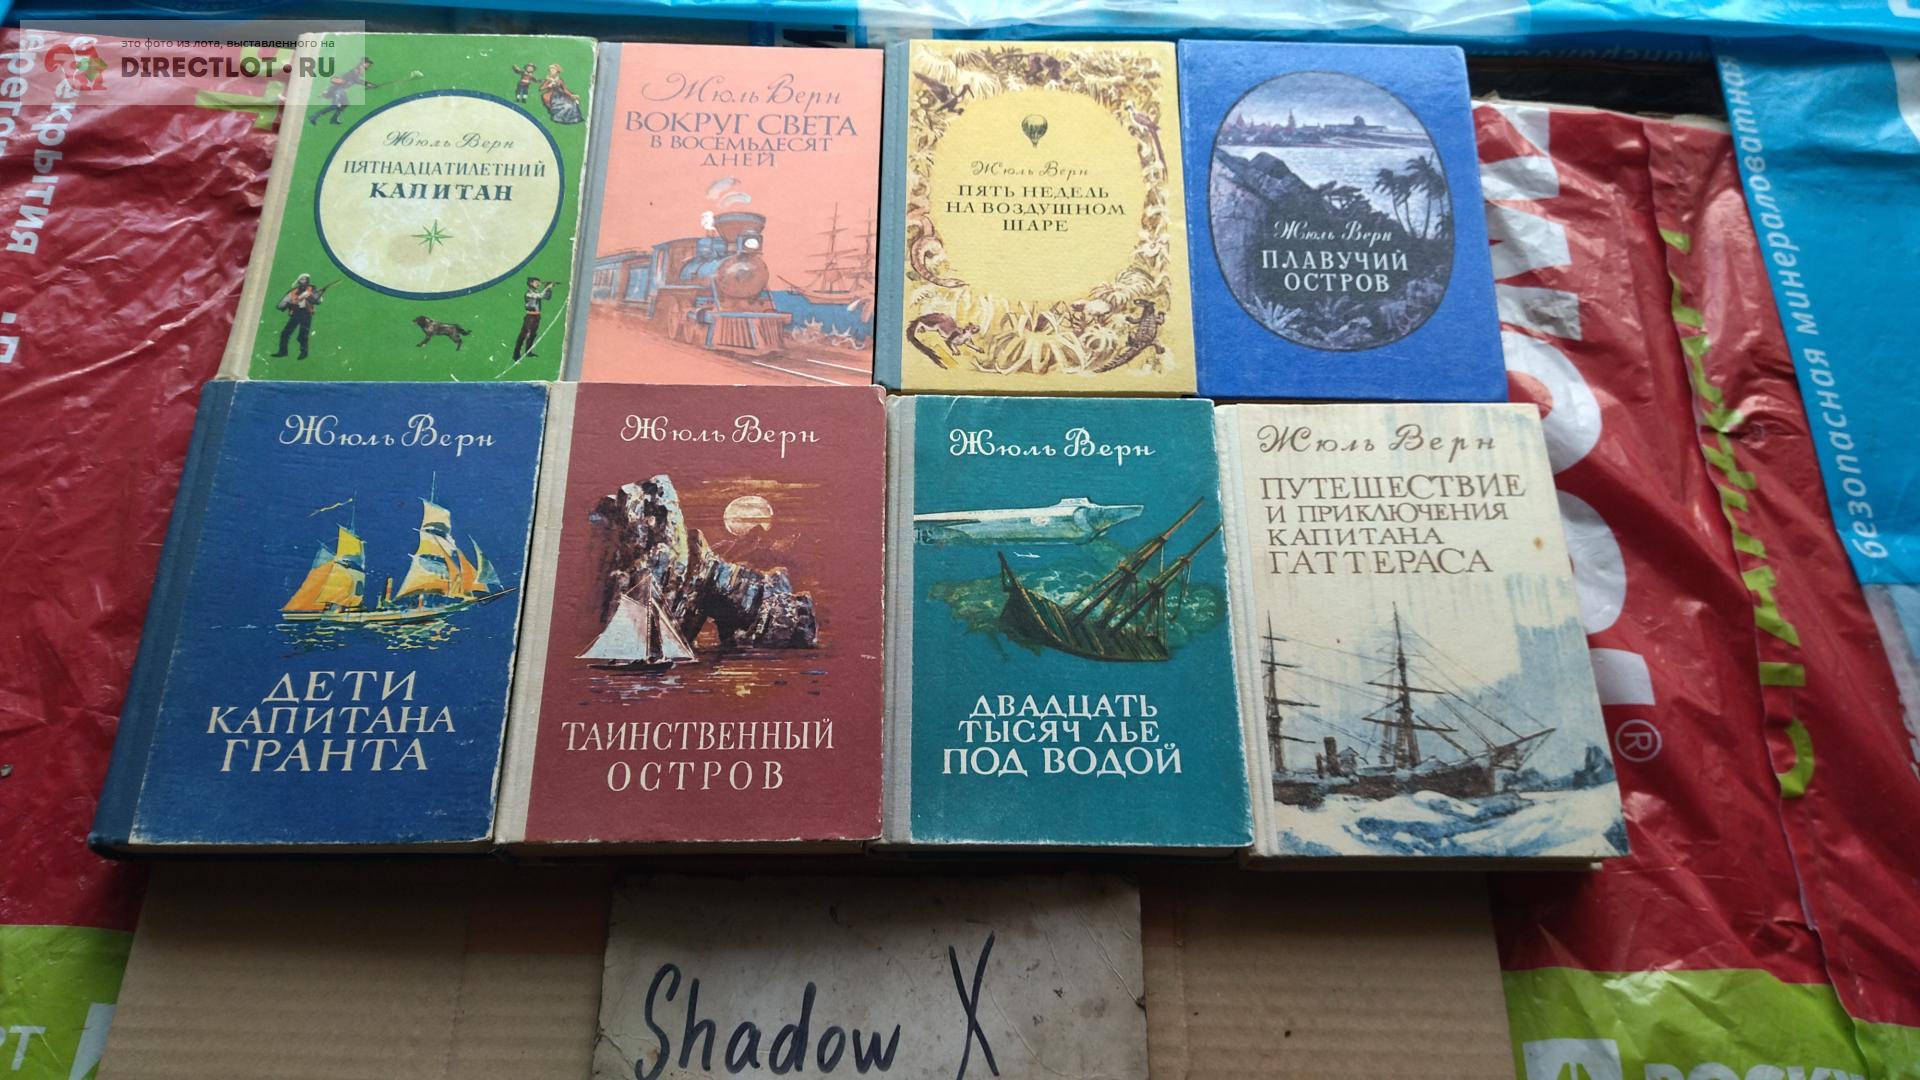 это фото из лота, выставленного на
DIRECTLOT.RU
Жюль Верн
ПЯТНАДЦАТИЛЕТНИЙ
КАПИТАН
Жюль Верн
ВОКРУГ СВЕТА
В ВОСЕМЬДЕСЯТ
ДНЕЙ
Жюль Верн
ПЯТЬ НЕДЕЛЬ
НА ВОЗДУШНОМ
ШАРЕ
Жюль Верн
ПЛАВУЧИЙ
ОСТРОВ
Жюль Верн
ДЕТИ
КАПИТАНА
ГРАНТА
Жюль Верн
ТАИНСТВЕННЫЙ
ОСТРОВ
Жюль Верн
ДВАДЦАТЬ
ТЫСЯЧ ЛЬЕ
ПОД ВОДОЙ
Жюль Верн
ПУТЕШЕСТВИЕ
И ПРИКЛЮЧЕНИЯ
КАПИТАНА
ГАТТЕРАСА
безопасная минераловатная
®
Shadow X